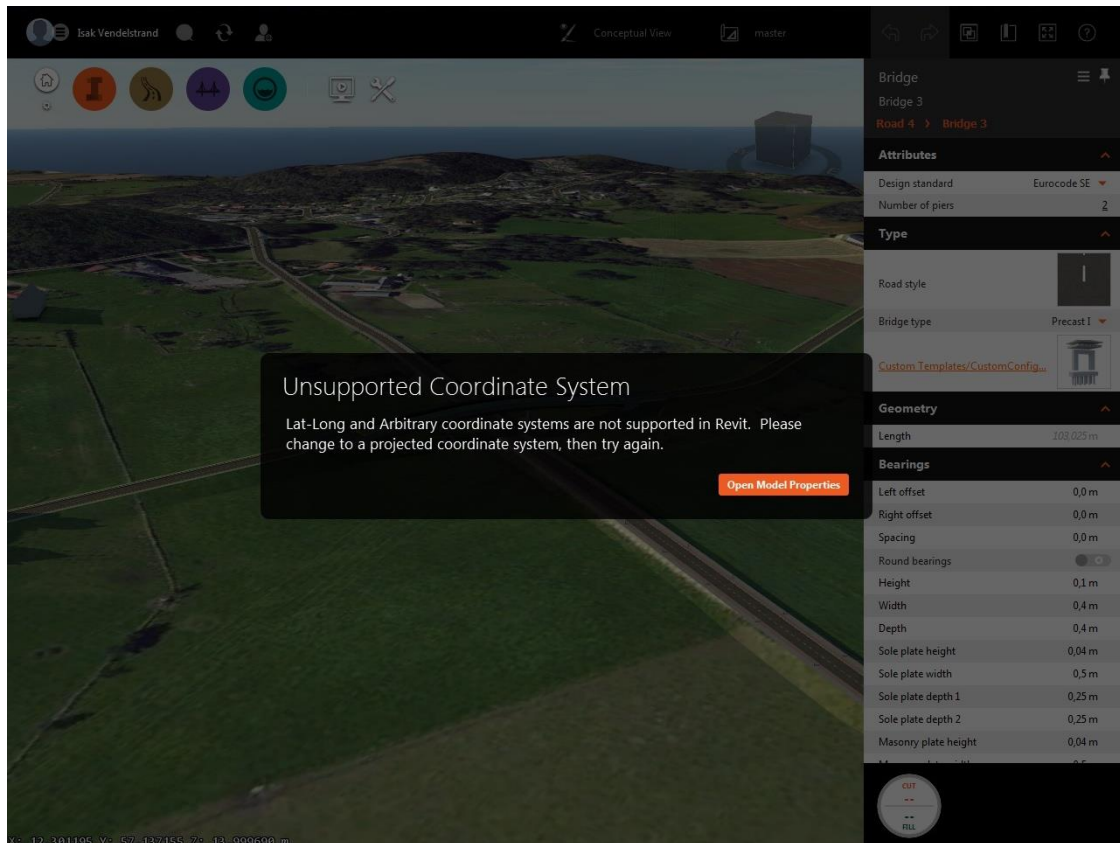 Isak Vendelstrand
Conceptual View
master
Bridge
Bridge 3
Road 4 > Bridge 3
Attributes
Design standard Eurocode SE
Number of piers 2
Type
Road style
Bridge type Precast I
Custom Templates/CustomConfig...
Geometry
Length 103,025 m
Bearings
Left offset 0,0 m
Right offset 0,0 m
Spacing 0,0 m
Round bearings
Height 0,1 m
Width 0,4 m
Depth 0,4 m
Sole plate height 0,04 m
Sole plate width 0,5 m
Sole plate depth 1 0,25 m
Sole plate depth 2 0,25 m
Masonry plate height 0,04 m
Unsupported Coordinate System
Lat-Long and Arbitrary coordinate systems are not supported in Revit. Please
change to a projected coordinate system, then try again.
Open Model Properties
CUT
--
--
FILL